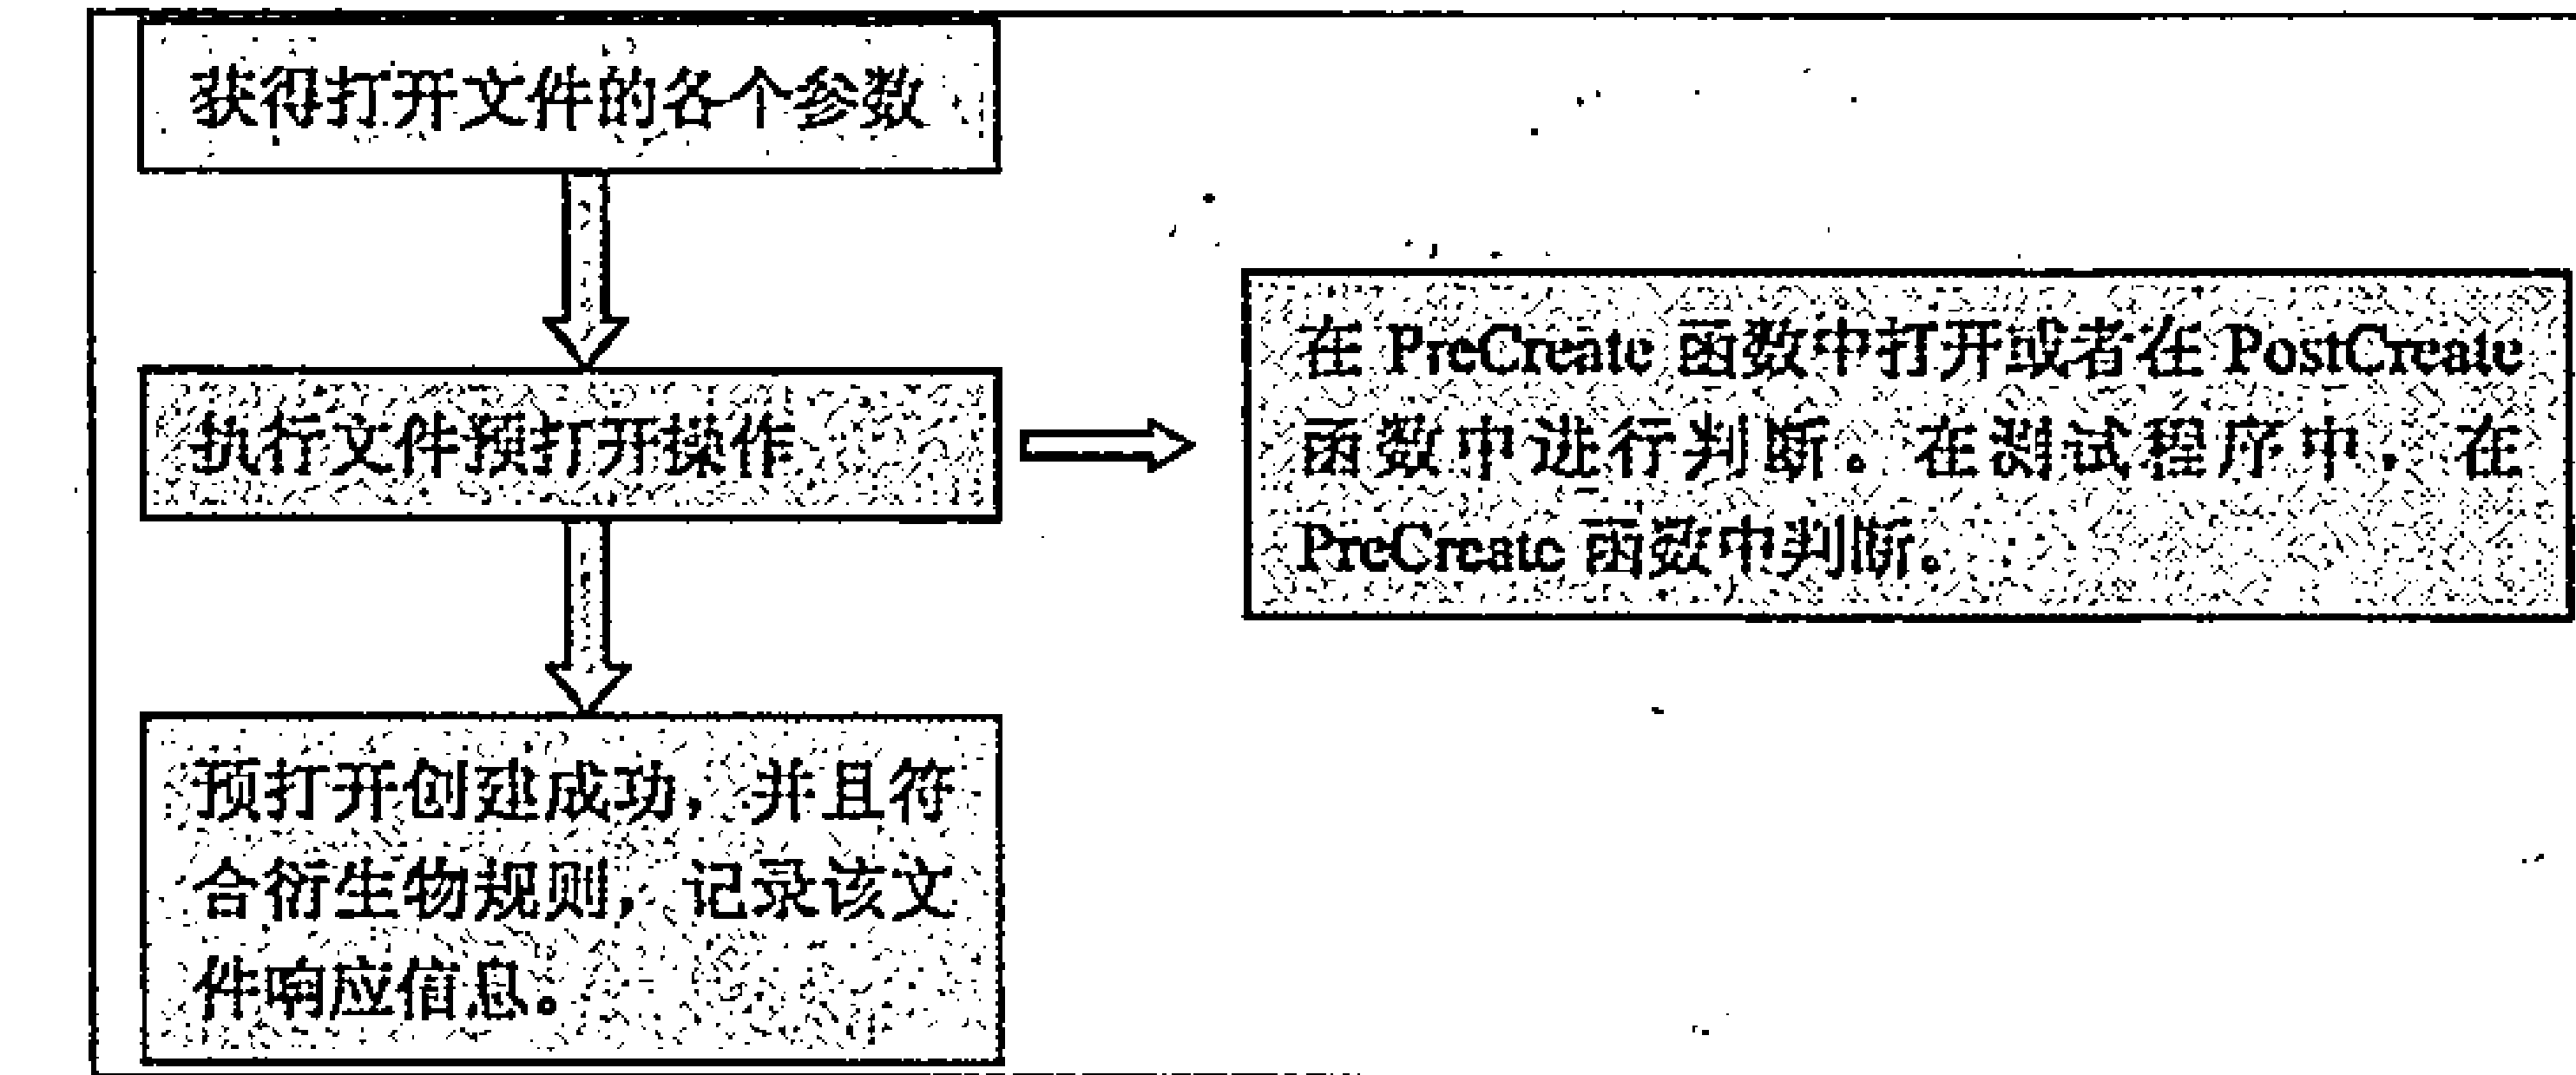 获得打开文件的各个参数
执行文件预打开操作
在 PreCreate 函数中打开或者在 PostCreate
函数中进行判断。在测试程序中，在
PreCreate 函数中判断。
预打开创建成功，并且符
合衍生物规则，记录该文
件响应信息。